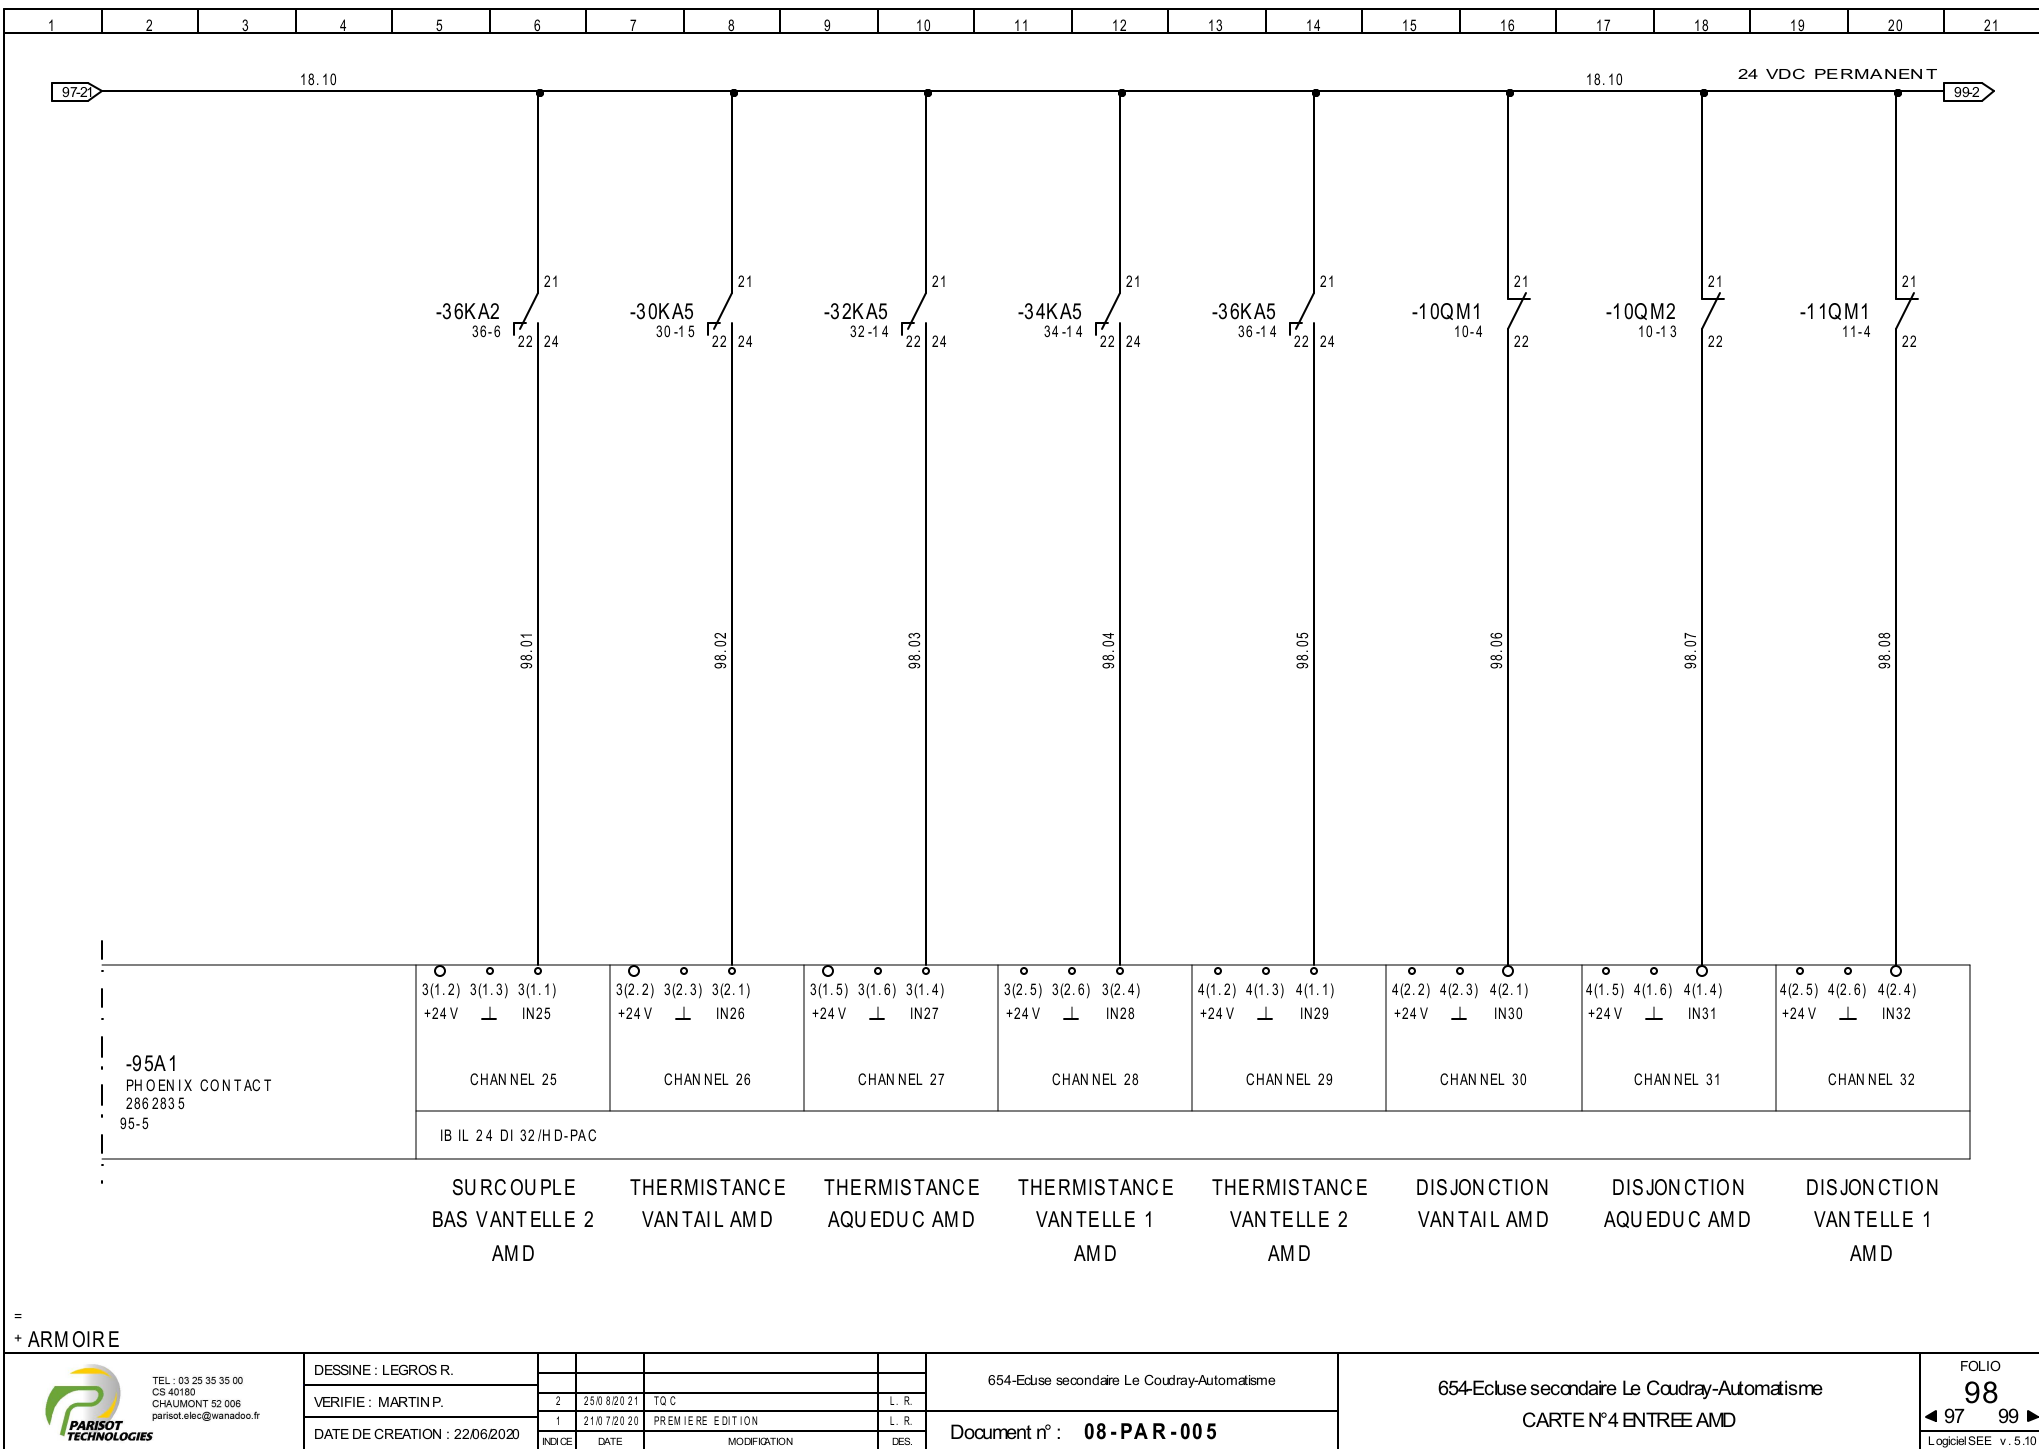 1 2 3 4 5 6 7 8 9 10 11 12 13 14 15 16 17 18 19 20 21
24 VDC PERMANENT
97-21 18.10 18.10 99-2
21 21 21 21 21 21 21 21
-36KA2 -30KA5 -32KA5 -34KA5 -36KA5 -10QM1 -10QM2 -11QM1
36-6 30-15 32-14 34-14 36-14 10-4 10-13 11-4
22 24 22 24 22 24 22 24 22 24 22 22 22
98.01 98.02 98.03 98.04 98.05 98.06 98.07 98.08
3(1.2) 3(1.3) 3(1.1) 3(2.2) 3(2.3) 3(2.1) 3(1.5) 3(1.6) 3(1.4) 3(2.5) 3(2.6) 3(2.4) 4(1.2) 4(1.3) 4(1.1) 4(2.2) 4(2.3) 4(2.1) 4(1.5) 4(1.6) 4(1.4) 4(2.5) 4(2.6) 4(2.4)
+24V IN25 +24V IN26 +24V IN27 +24V IN28 +24V IN29 +24V IN30 +24V IN31 +24V IN32
-95A1
PHOENIX CONTACT
2862835
95-5
CHANNEL 25 CHANNEL 26 CHANNEL 27 CHANNEL 28 CHANNEL 29 CHANNEL 30 CHANNEL 31 CHANNEL 32
IB IL 24 DI 32/HD-PAC
SURCOUPLE
BAS VANTELLE 2
AMD
THERMISTANCE
VANTAIL AMD
THERMISTANCE
AQUEDUC AMD
THERMISTANCE
VANTELLE 1
AMD
THERMISTANCE
VANTELLE 2
AMD
DISJONCTION
VANTAIL AMD
DISJONCTION
AQUEDUC AMD
DISJONCTION
VANTELLE 1
AMD
=
+ ARMOIRE
PARISOT
TECHNOLOGIES
TEL : 03 25 35 35 00
CS 40180
CHAUMONT 52 006
parisot.elec@wanadoo.fr
DESSINE : LEGROS R.
VERIFIE : MARTIN P.
DATE DE CREATION : 22/06/2020
2 25/08/2021 TQC L. R.
1 21/07/2020 PREMIERE EDITION L. R.
INDICE DATE MODIFICATION DES.
654-Ecluse secondaire Le Coudray-Automatisme
Document n° : 08-PAR-005
654-Ecluse secondaire Le Coudray-Automatisme
CARTE N°4 ENTREE AMD
FOLIO
98
97 99
Logiciel SEE v. 5.10